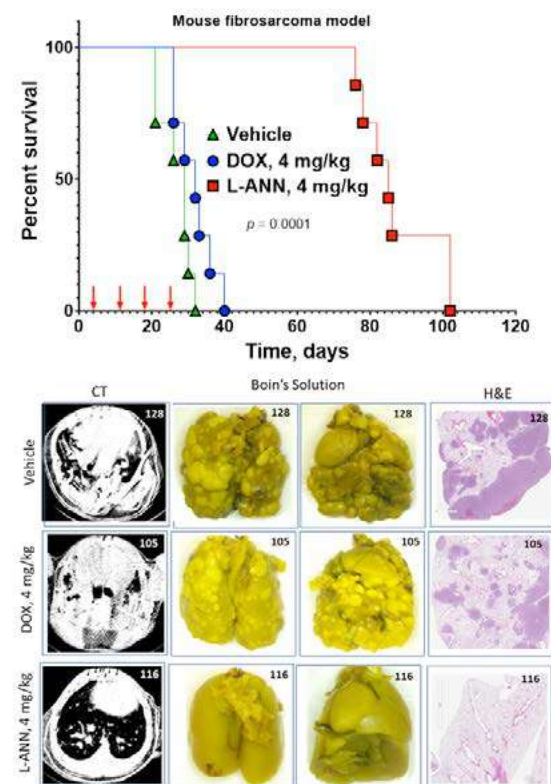 Mouse fibrosarcoma model
Percent survival
100
50
0
Vehicle
DOX, 4 mg/kg
L-ANN, 4 mg/kg
p = 0.0001
0 20 40 60 80 100 120
Time, days
CT Boin's Solution H&E
Vehicle
128 128 128 128
DOX, 4 mg/kg
105 105 105 105
L-ANN, 4 mg/kg
116 116 116 116